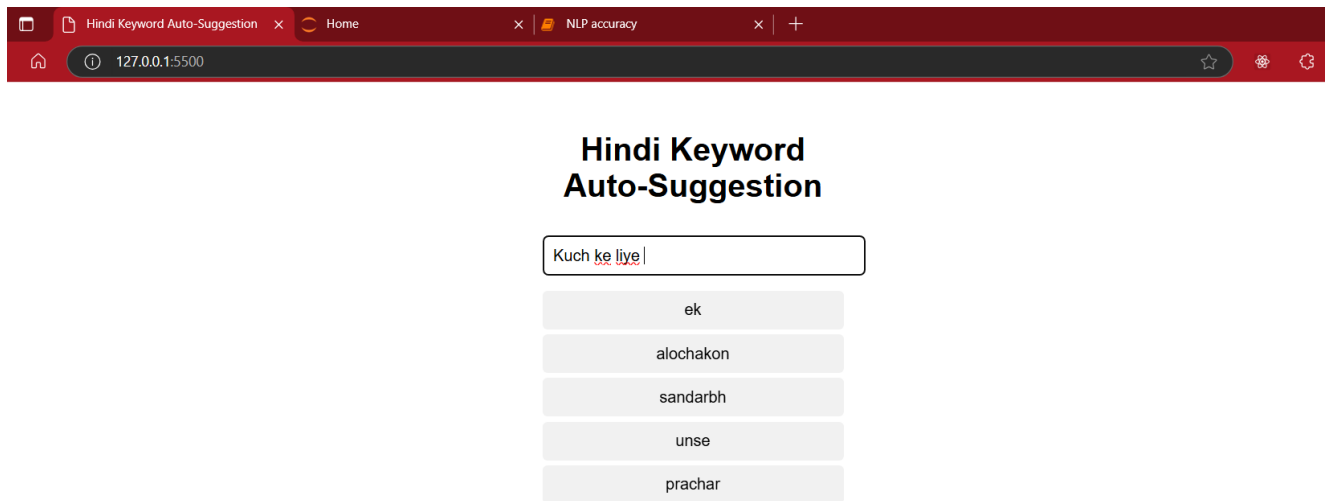 Hindi Keyword Auto-Suggestion
Home
NLP accuracy
127.0.0.1:5500
Hindi Keyword
Auto-Suggestion
Kuch ke liye
ek
alochakon
sandarbh
unse
prachar